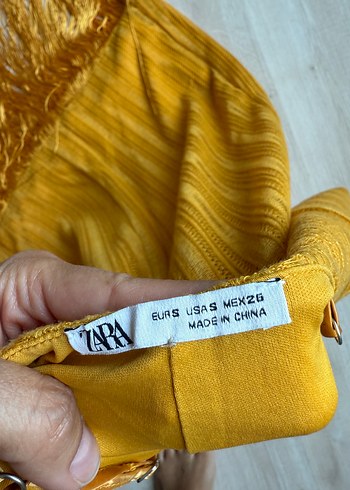 ZARA
EUR S USA S MEX 26
MADE IN CHINA